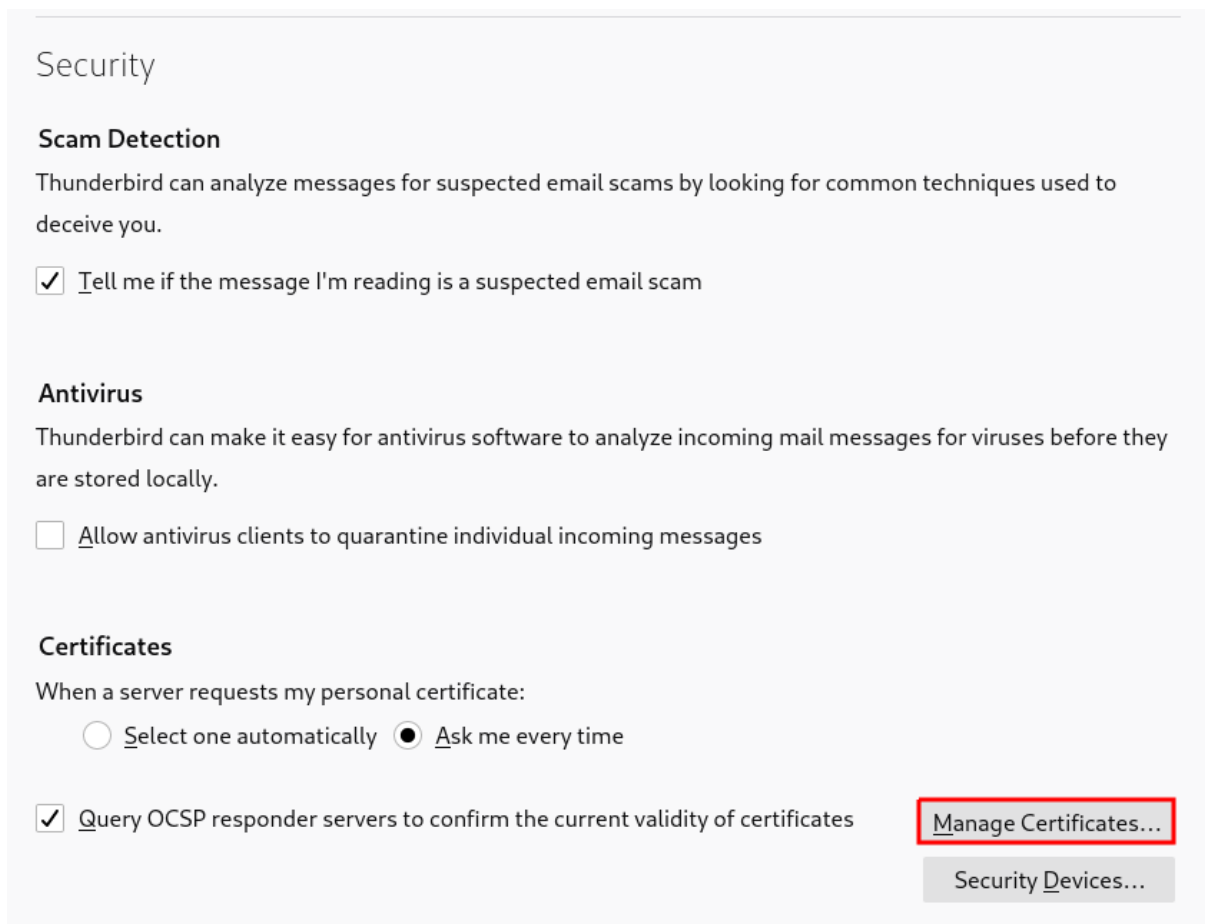 Security
Scam Detection
Thunderbird can analyze messages for suspected email scams by looking for common techniques used to
deceive you.
Tell me if the message I'm reading is a suspected email scam
Antivirus
Thunderbird can make it easy for antivirus software to analyze incoming mail messages for viruses before they
are stored locally.
Allow antivirus clients to quarantine individual incoming messages
Certificates
When a server requests my personal certificate:
Select one automatically Ask me every time
Query OCSP responder servers to confirm the current validity of certificates Manage Certificates...
Security Devices...